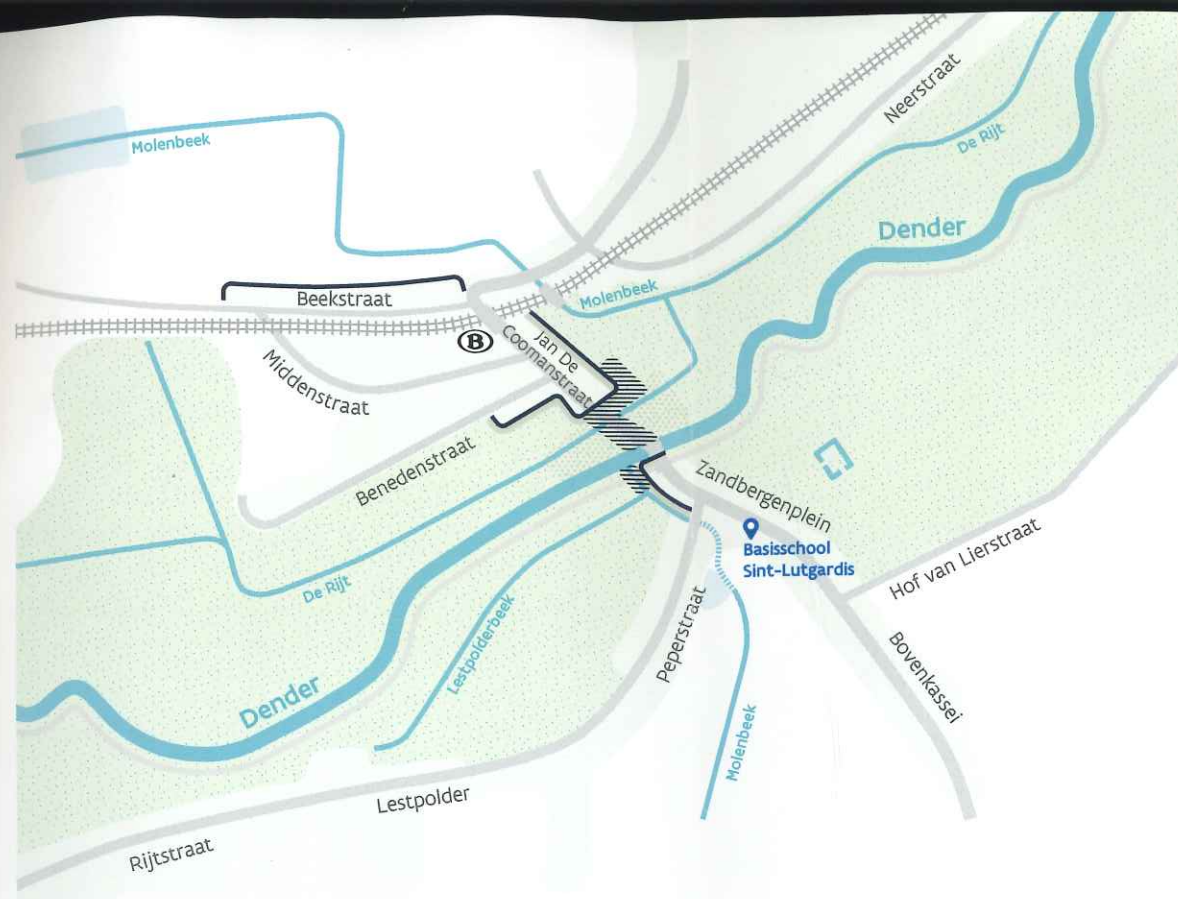 Neerstraat
Molenbeek
De Rijt
Dender
Beekstraat
Molenbeek
B
Jan De
Coomanstraat
Middenstraat
Benedenstraat
Zandbergenplein
Basisschool
Sint-Lutgardis
Hof van Lierstraat
De Rijt
Lestpolderbeek
Peperstraat
Bovenkassei
Dender
Molenbeek
Lestpolder
Rijtstraat